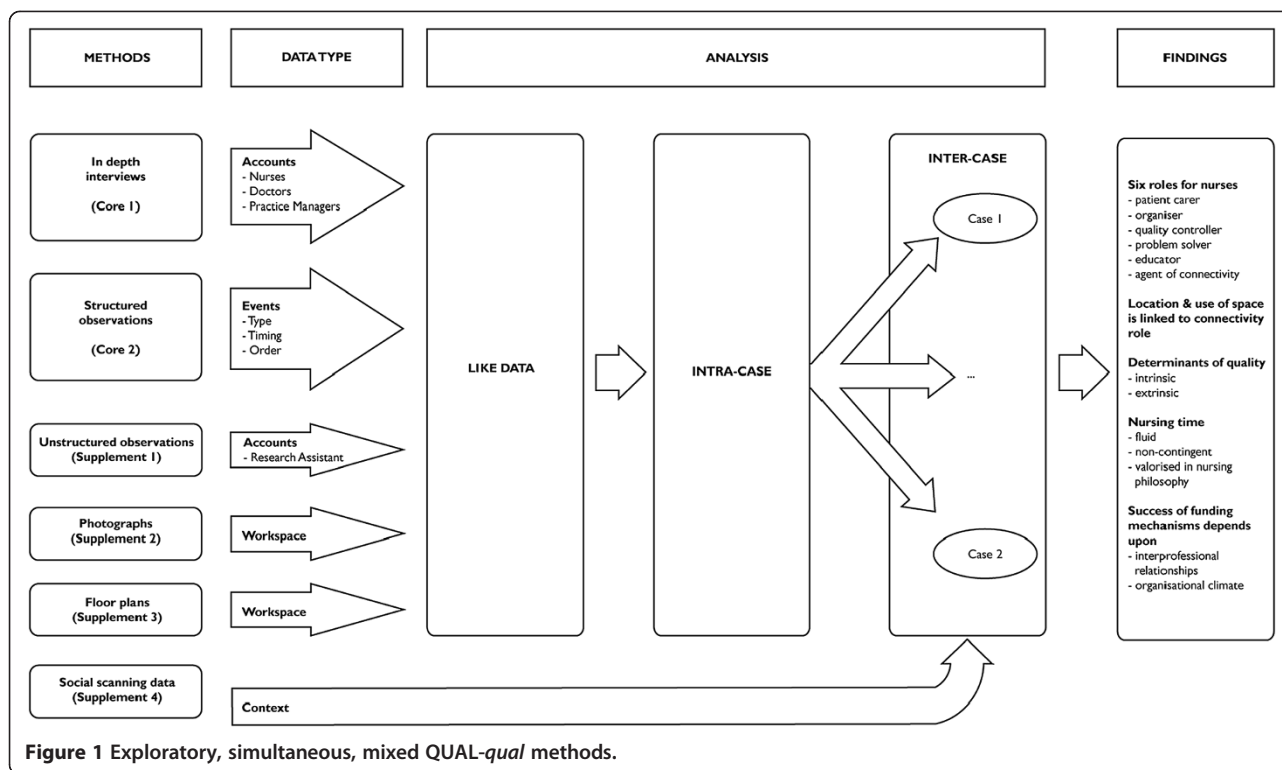 METHODS
DATA TYPE
ANALYSIS
FINDINGS
In depth
interviews
(Core 1)
Accounts
- Nurses
- Doctors
- Practice Managers
Structured
observations
(Core 2)
Events
- Type
- Timing
- Order
Unstructured observations
(Supplement 1)
Accounts
- Research Assistant
Photographs
(Supplement 2)
Workspace
Floor plans
(Supplement 3)
Workspace
Social scanning data
(Supplement 4)
Context
LIKE DATA
INTRA-CASE
INTER-CASE
Case 1
...
Case 2
Six roles for nurses
- patient carer
- organiser
- quality controller
- problem solver
- educator
- agent of connectivity
Location & use of space
is linked to connectivity
role
Determinants of quality
- intrinsic
- extrinsic
Nursing time
- fluid
- non-contingent
- valorised in nursing
philosophy
Success of funding
mechanisms depends
upon
- interprofessional
relationships
- organisational climate
Figure 1 Exploratory, simultaneous, mixed QUAL-qual methods.